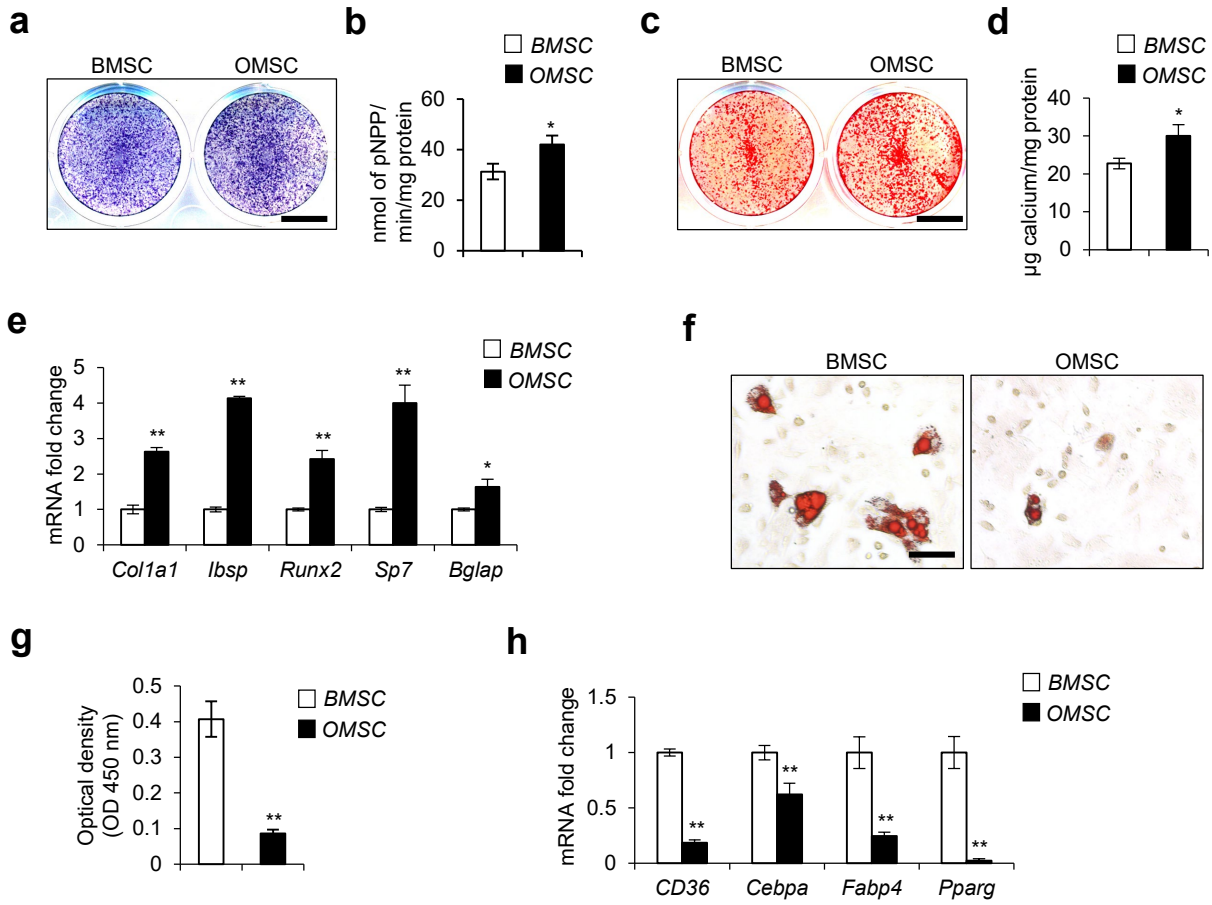 a
BMSC OMSC
b
BMSC
OMSC
nmol of pNPP/
min/mg protein
60
40
20
0
*
c
BMSC OMSC
d
BMSC
OMSC
µg calcium/mg protein
40
30
20
10
0
*
e
BMSC
OMSC
mRNA fold change
5
4
3
2
1
0
** ** ** ** *
Col1a1 Ibsp Runx2 Sp7 Bglap
f
BMSC OMSC
g
BMSC
OMSC
Optical density
(OD 450 nm)
0.5
0.4
0.3
0.2
0.1
0
**
h
BMSC
OMSC
mRNA fold change
1.5
1
0.5
0
** ** ** **
CD36 Cebpa Fabp4 Pparg